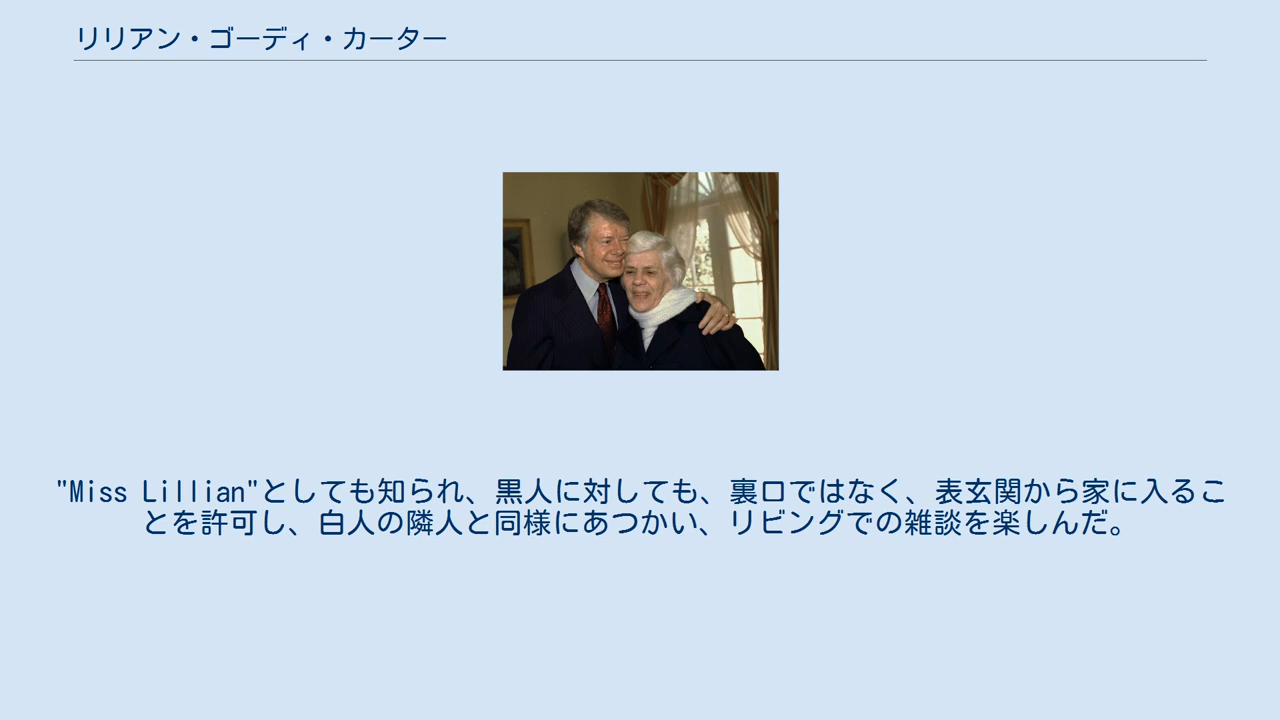 リリアン・ゴーディ・カーター
"Miss Lillian"としても知られ、黒人に対しても、裏口ではなく、表玄関から家に入るこ
とを許可し、白人の隣人と同様にあつかい、リビングでの雑談を楽しんだ。